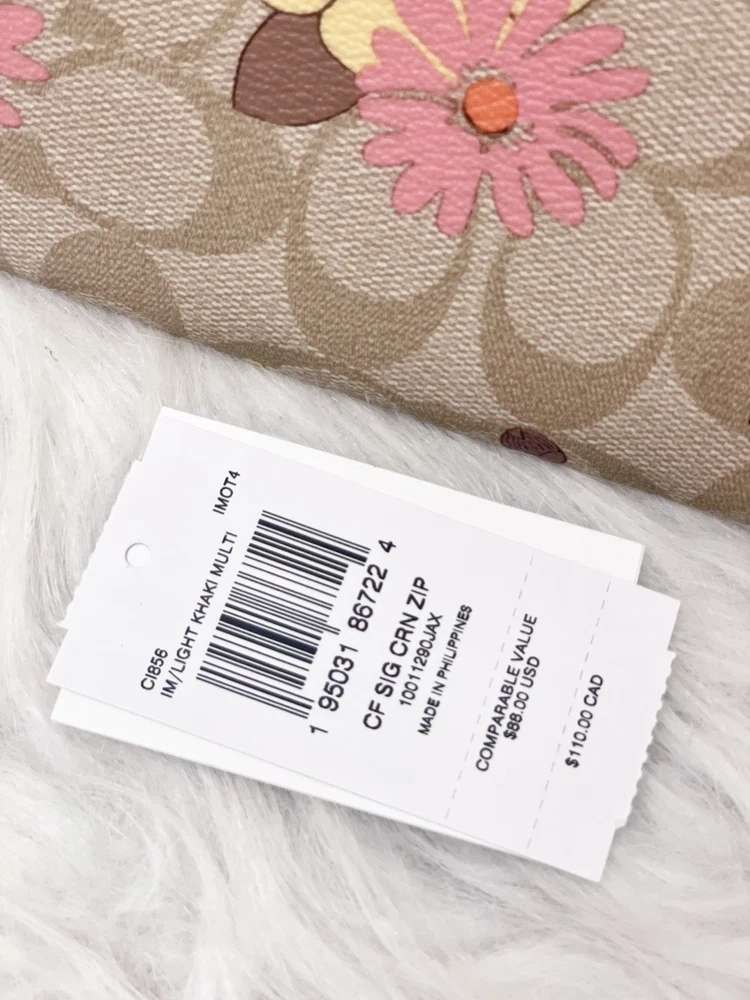 CI856 IMOT4
IM/LIGHT KHAKI MULTI
1 95031 86722 4
CF SIG CRN ZIP
10011290JAX
MADE IN PHILIPPINES
COMPARABLE VALUE
$88.00 USD
$110.00 CAD